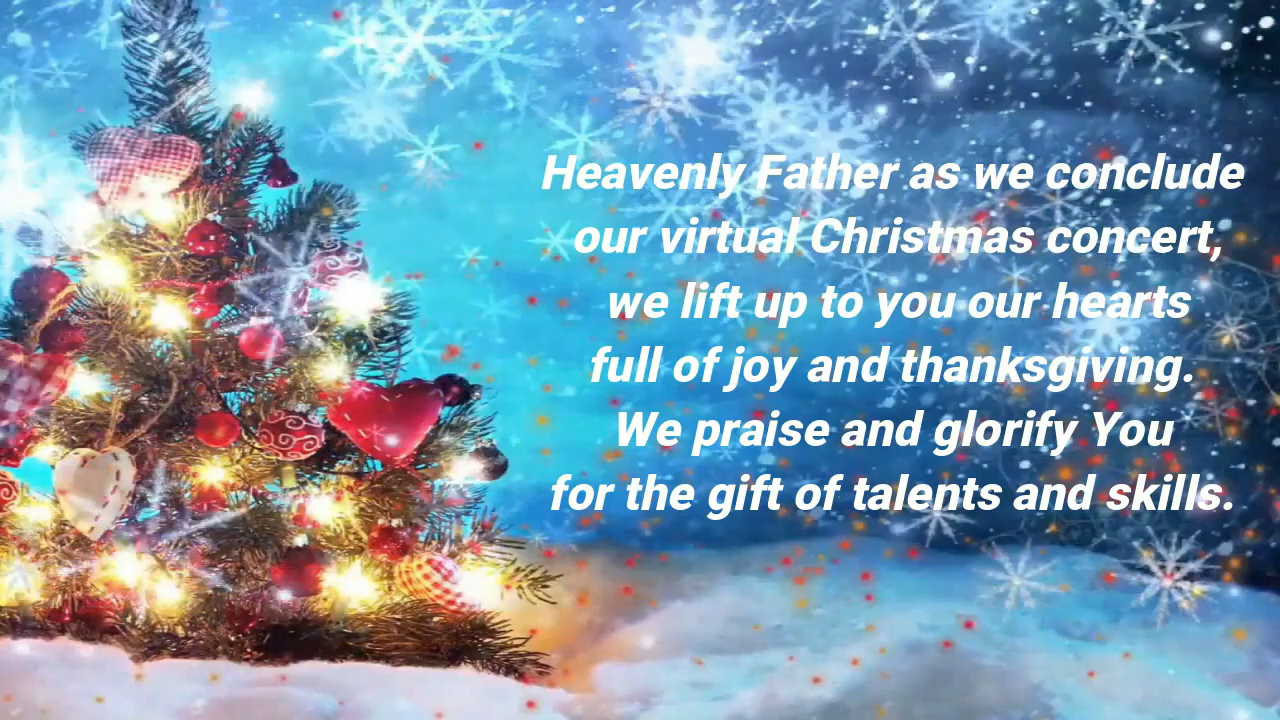 Heavenly Father as we conclude
our virtual Christmas concert,
we lift up to you our hearts
full of joy and thanksgiving.
We praise and glorify You
for the gift of talents and skills.